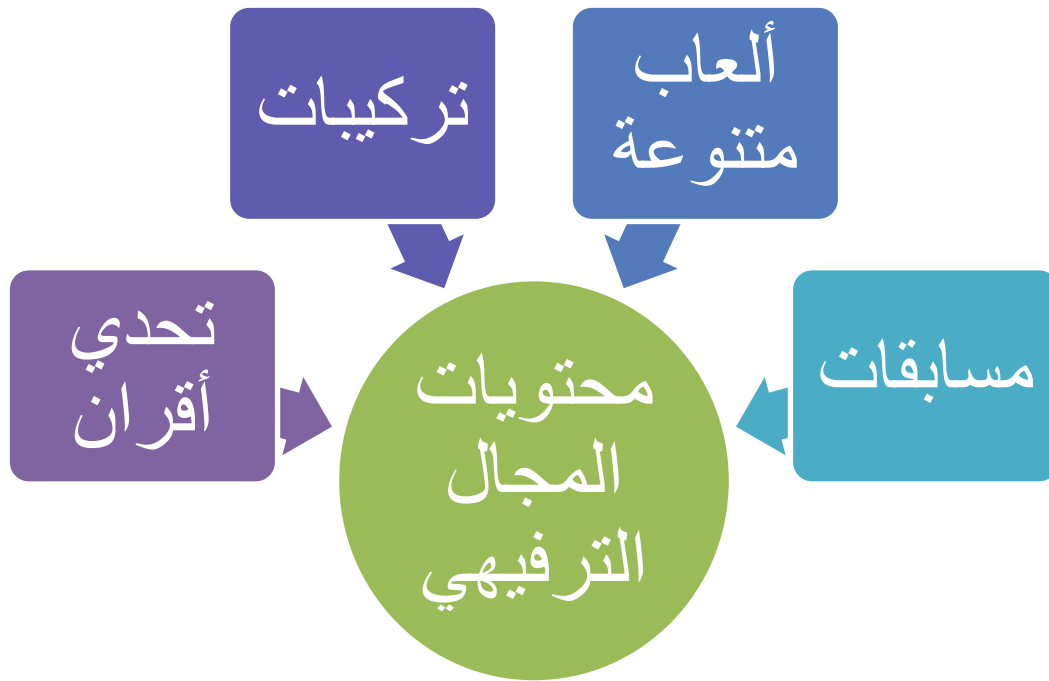 مسابقات
ألعاب
متنوعة
تركيبات
تحدي
أقران
محتويات
المجال
الترفيهي